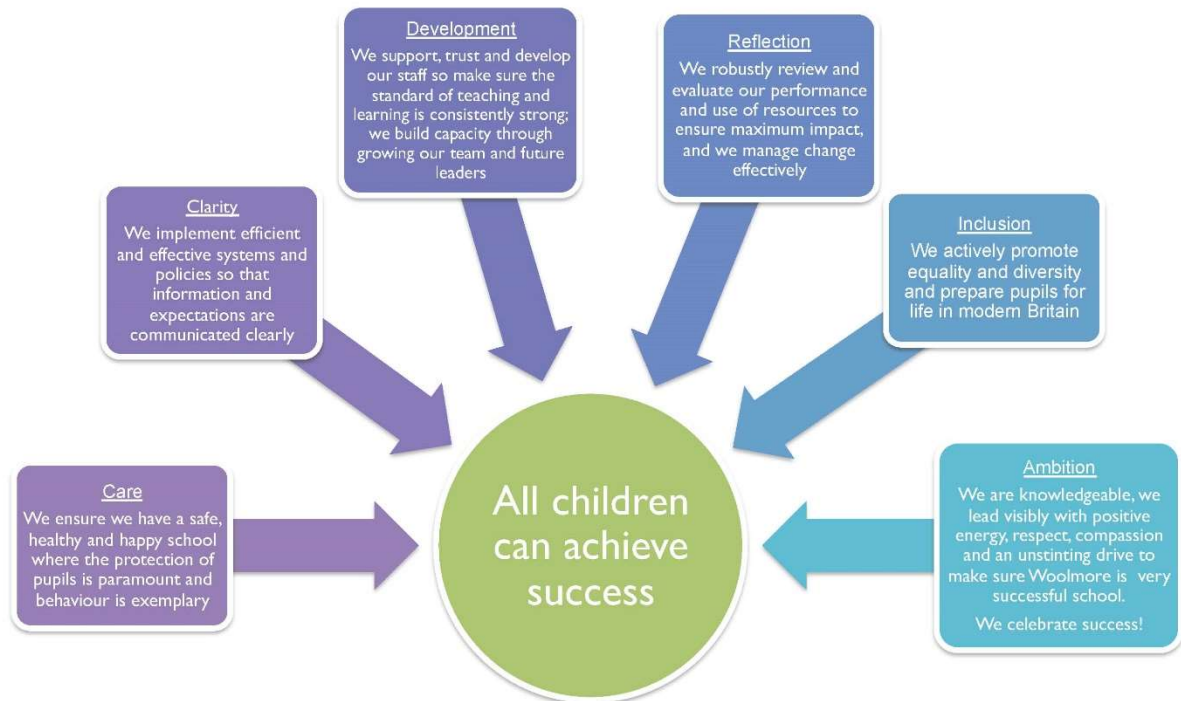 Development
We support, trust and develop
our staff so make sure the
standard of teaching and
learning is consistently strong;
we build capacity through
growing our team and future
leaders
Reflection
We robustly review and
evaluate our performance
and use of resources to
ensure maximum impact,
and we manage change
effectively
Clarity
We implement efficient
and effective systems and
policies so that
information and
expectations are
communicated clearly
Inclusion
We actively promote
equality and diversity
and prepare pupils for
life in modern Britain
Care
We ensure we have a safe,
healthy and happy school
where the protection of
pupils is paramount and
behaviour is exemplary
All children
can achieve
success
Ambition
We are knowledgeable, we
lead visibly with positive
energy, respect, compassion
and an unstinting drive to
make sure Woolmore is very
successful school.
We celebrate success!